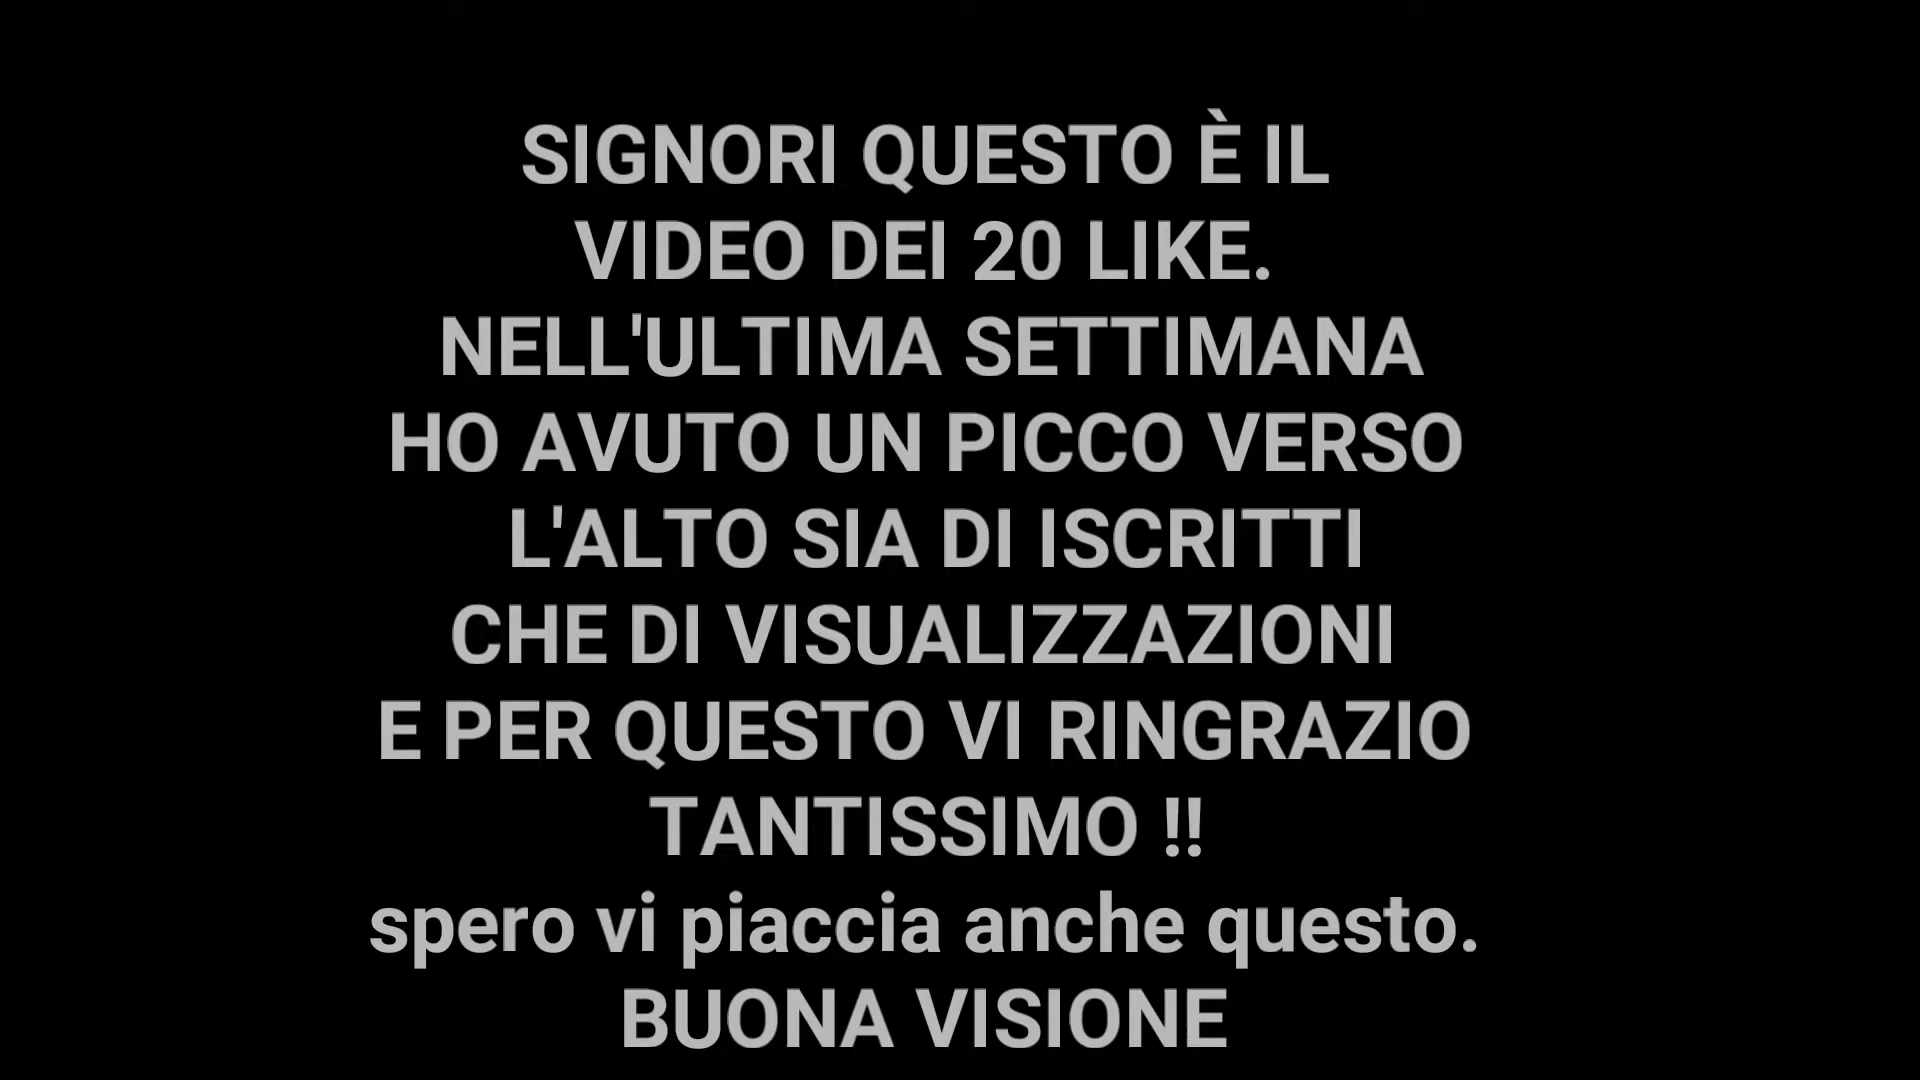 SIGNORI QUESTO È IL
VIDEO DEI 20 LIKE.
NELL'ULTIMA SETTIMANA
HO AVUTO UN PICCO VERSO
L'ALTO SIA DI ISCRITTI
CHE DI VISUALIZZAZIONI
E PER QUESTO VI RINGRAZIO
TANTISSIMO !!
spero vi piaccia anche questo.
BUONA VISIONE